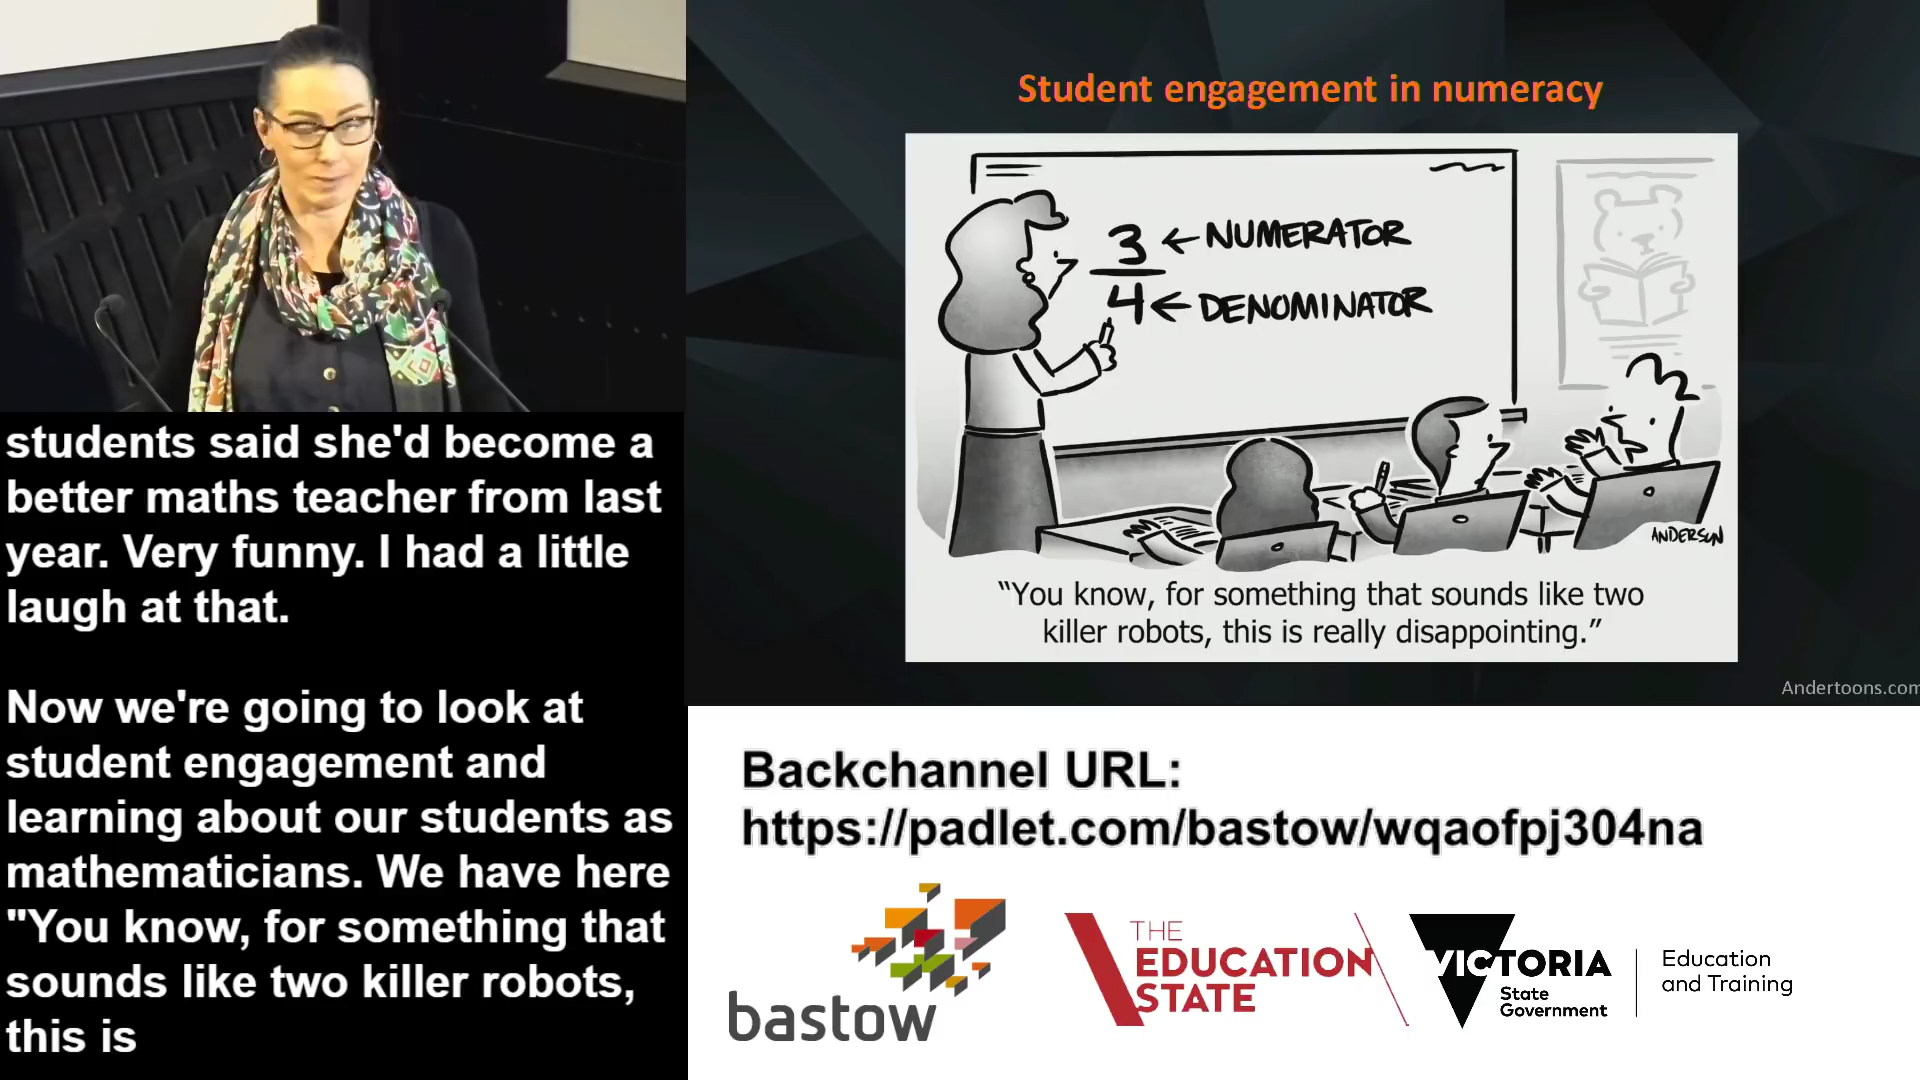 students said she'd become a
better maths teacher from last
year. Very funny. I had a little
laugh at that.
Now we're going to look at
student engagement and
learning about our students as
mathematicians. We have here
"You know, for something that
sounds like two killer robots,
this is
Student engagement in numeracy
3 ← NUMERATOR
4 ← DENOMINATOR
ANDERSON
“You know, for something that sounds like two
killer robots, this is really disappointing.”
Andertoons.com
Backchannel URL:
https://padlet.com/bastow/wqaofpj304na
bastow
THE
EDUCATION
STATE
VICTORIA
State
Government
Education
and Training